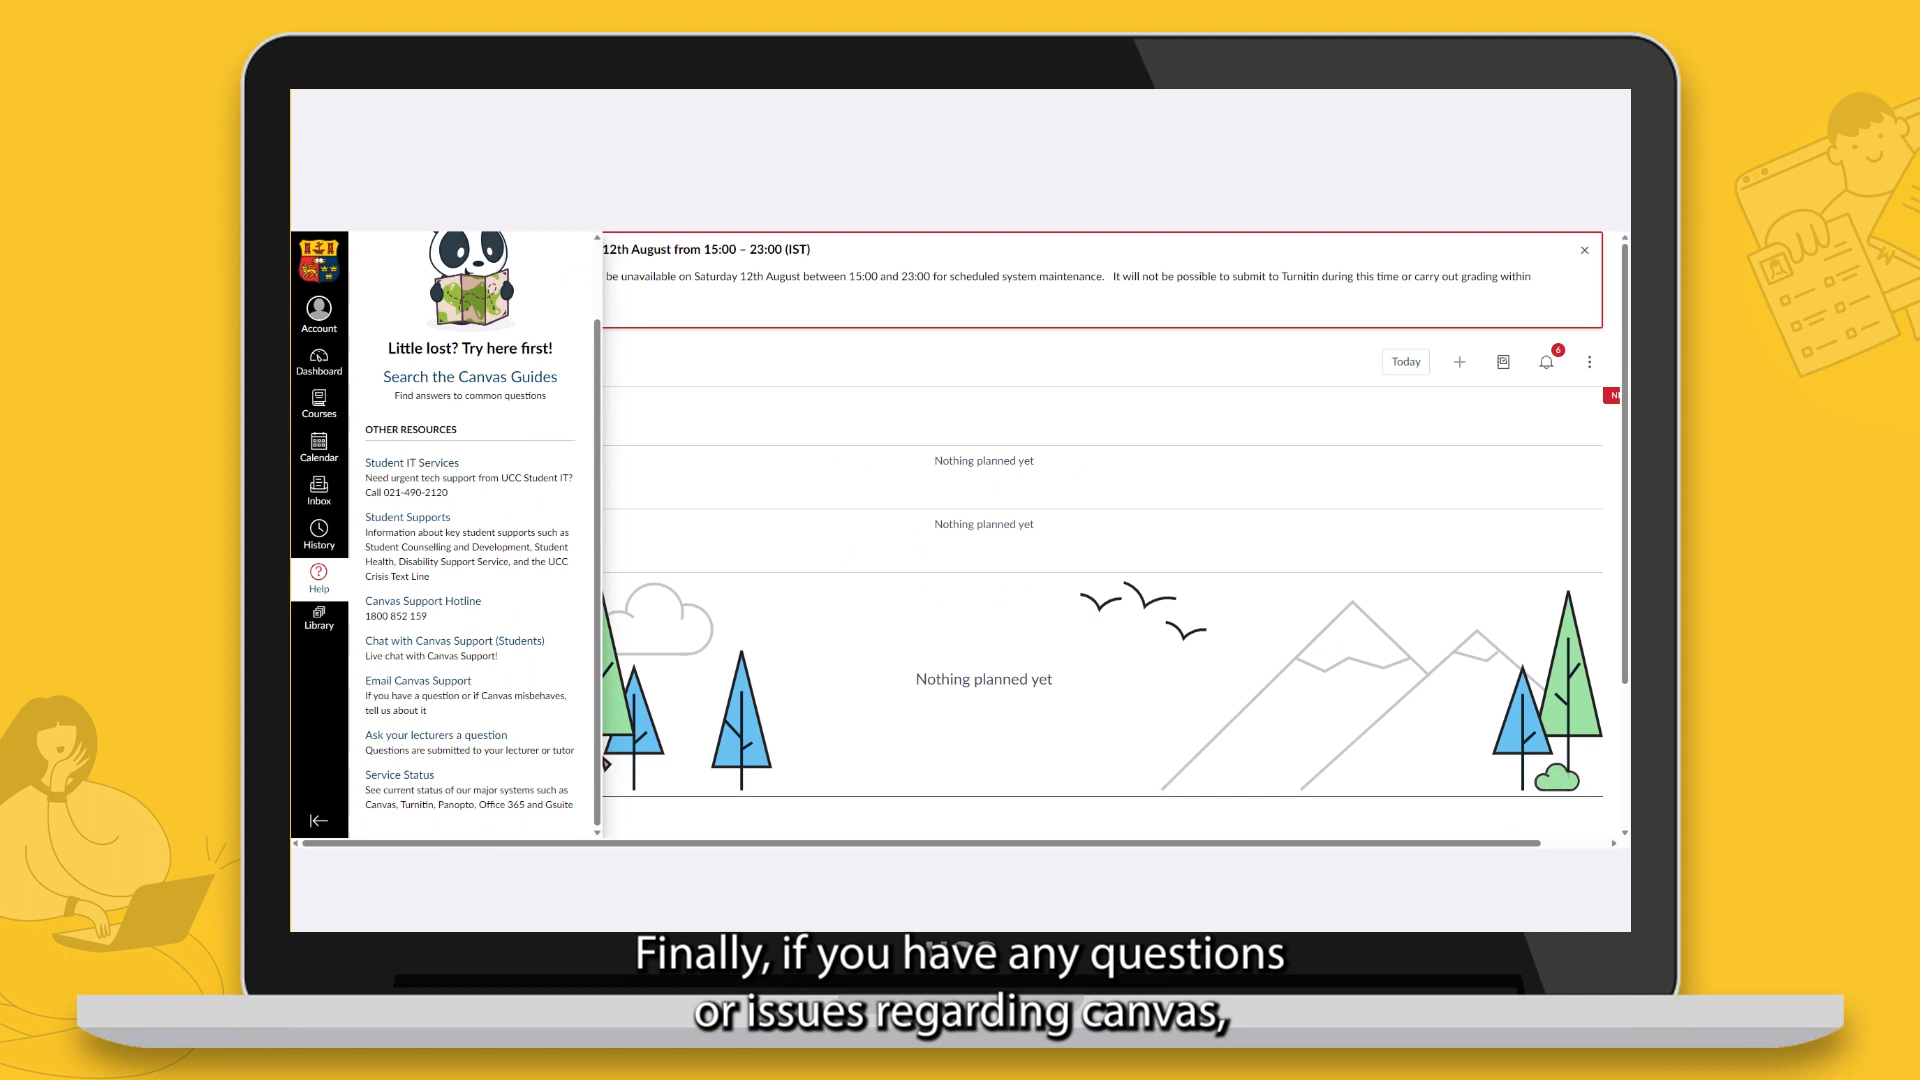 12th August from 15:00 – 23:00 (IST)
be unavailable on Saturday 12th August between 15:00 and 23:00 for scheduled system maintenance. It will not be possible to submit to Turnitin during this time or carry out grading within
Account
Dashboard
Courses
Calendar
Inbox
History
Help
Library
Little lost? Try here first!
Search the Canvas Guides
Find answers to common questions
OTHER RESOURCES
Student IT Services
Need urgent tech support from UCC Student IT?
Call 021-490-2120
Student Supports
Information about key student supports such as
Student Counselling and Development, Student
Health, Disability Support Service, and the UCC
Crisis Text Line
Canvas Support Hotline
1800 852 159
Chat with Canvas Support (Students)
Live chat with Canvas Support!
Email Canvas Support
If you have a question or if Canvas misbehaves,
tell us about it
Ask your lecturers a question
Questions are submitted to your lecturer or tutor
Service Status
See current status of our major systems such as
Canvas, Turnitin, Panopto, Office 365 and Gsuite
Today
6
Nothing planned yet
Nothing planned yet
Nothing planned yet
Finally, if you have any questions
or issues regarding canvas,